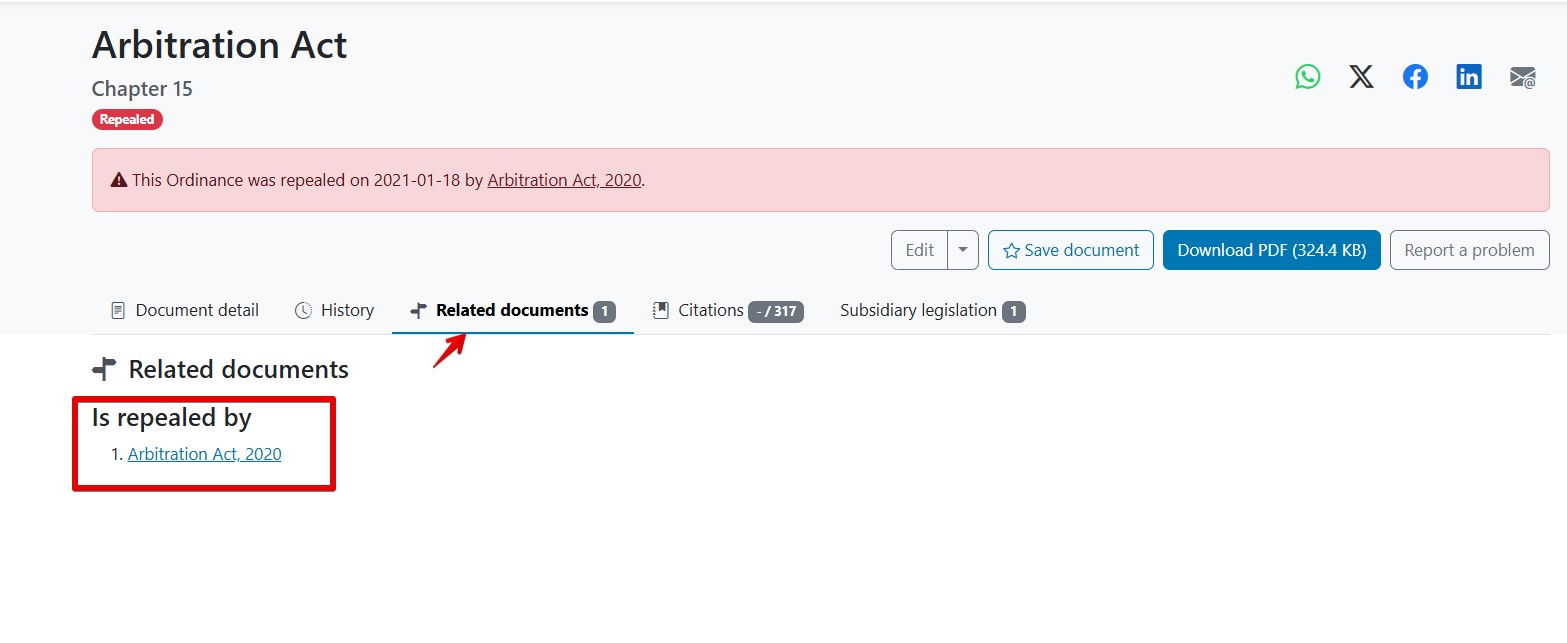 Arbitration Act
Chapter 15
Repealed
This Ordinance was repealed on 2021-01-18 by Arbitration Act, 2020.
Edit Save document Download PDF (324.4 KB) Report a problem
Document detail History Related documents 1 Citations - / 317 Subsidiary legislation 1
Related documents
Is repealed by
1. Arbitration Act, 2020